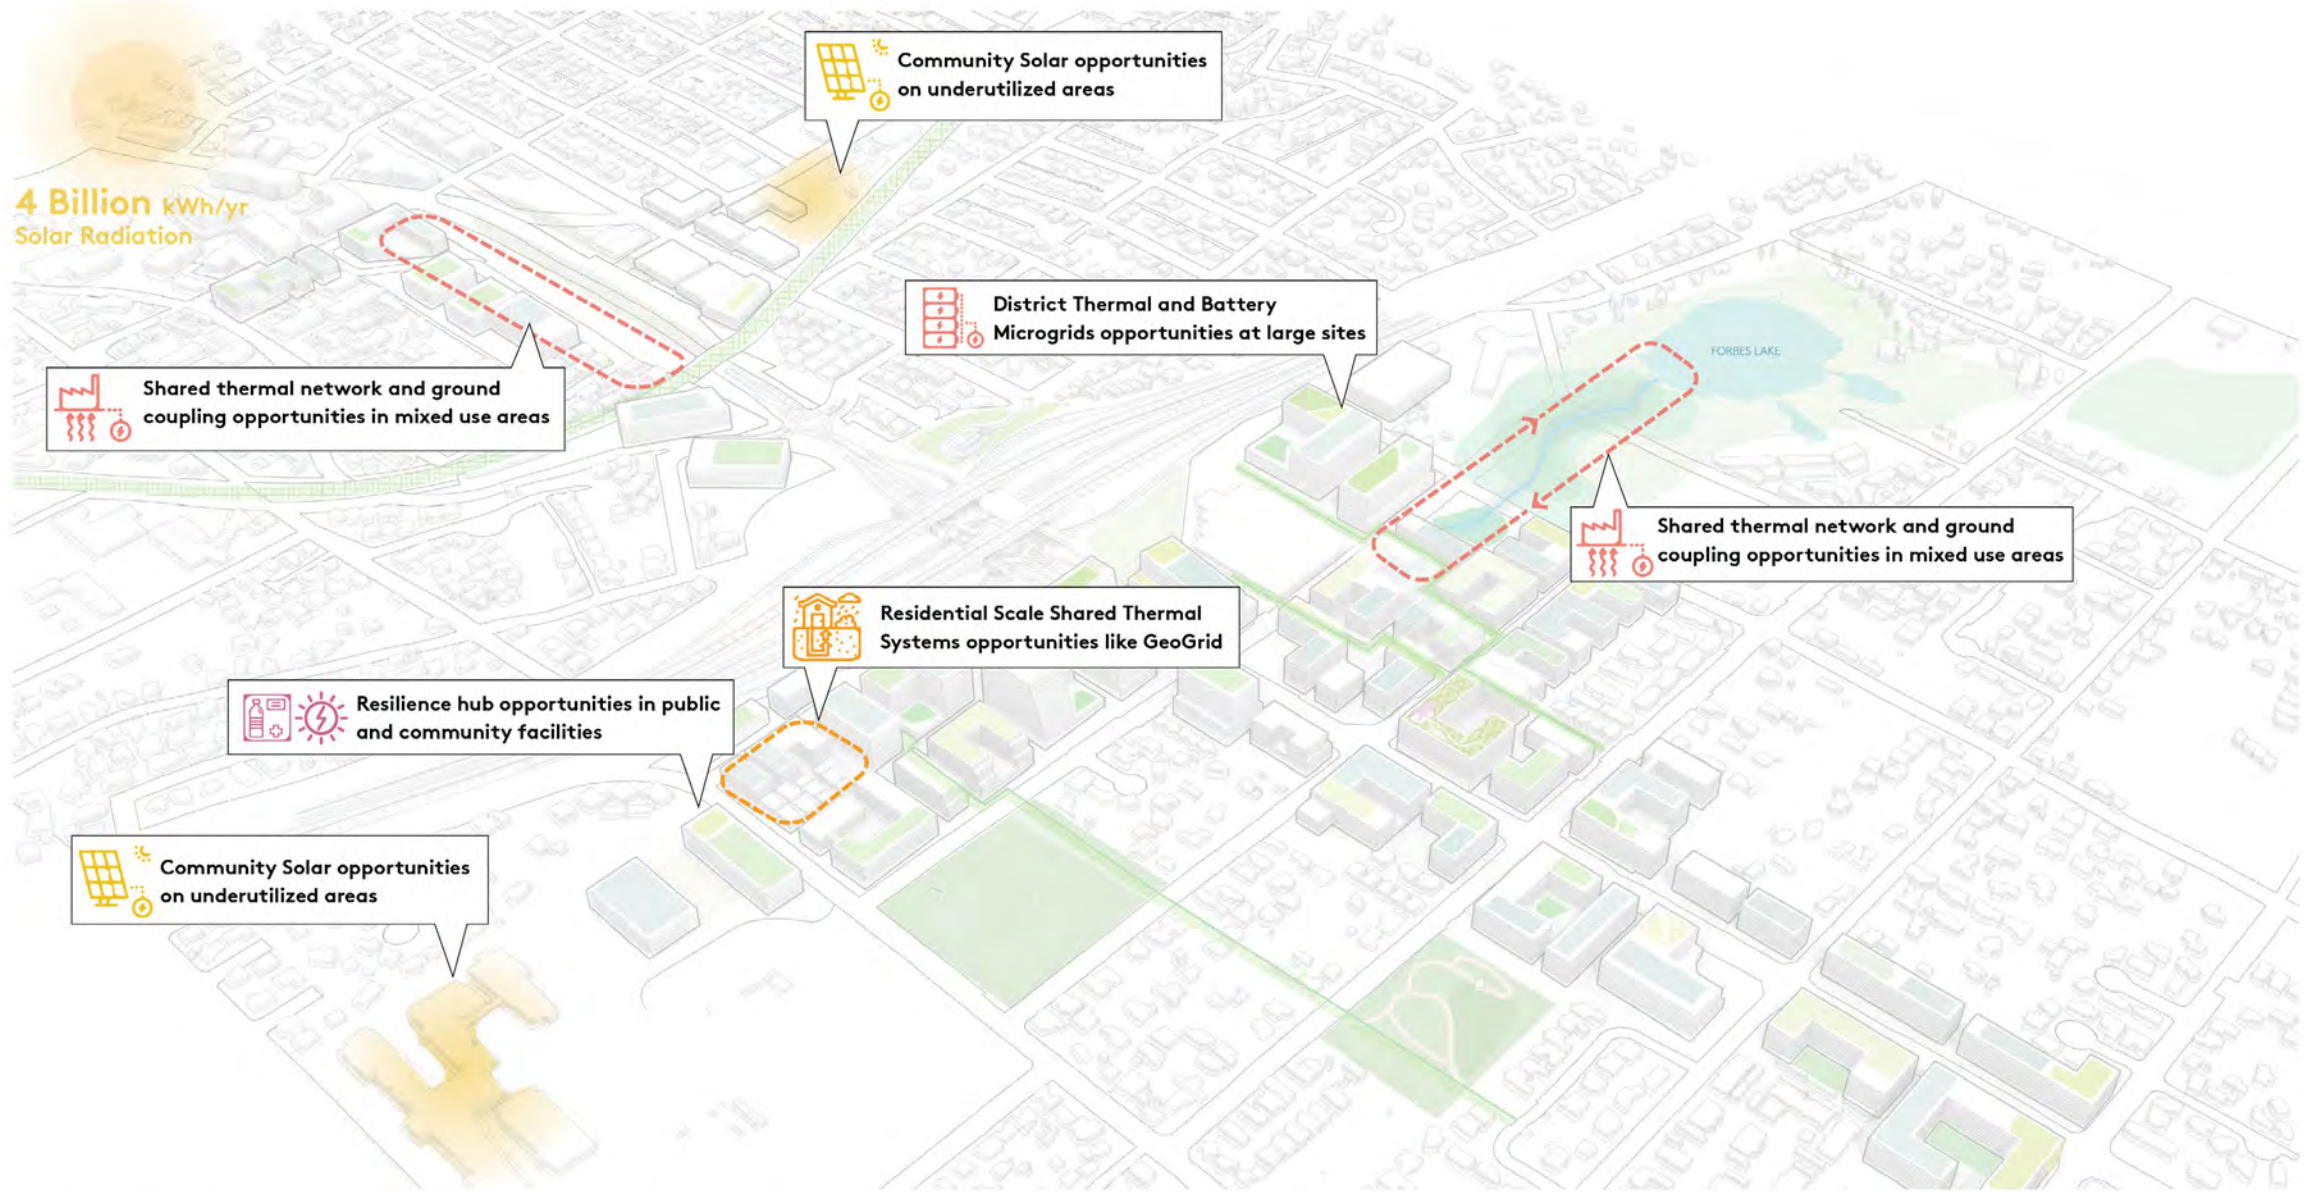 Community Solar opportunities
on underutilized areas
4 Billion kWh/yr
Solar Radiation
District Thermal and Battery
Microgrids opportunities at large sites
FORBES LAKE
Shared thermal network and ground
coupling opportunities in mixed use areas
Shared thermal network and ground
coupling opportunities in mixed use areas
Residential Scale Shared Thermal
Systems opportunities like GeoGrid
Resilience hub opportunities in public
and community facilities
Community Solar opportunities
on underutilized areas